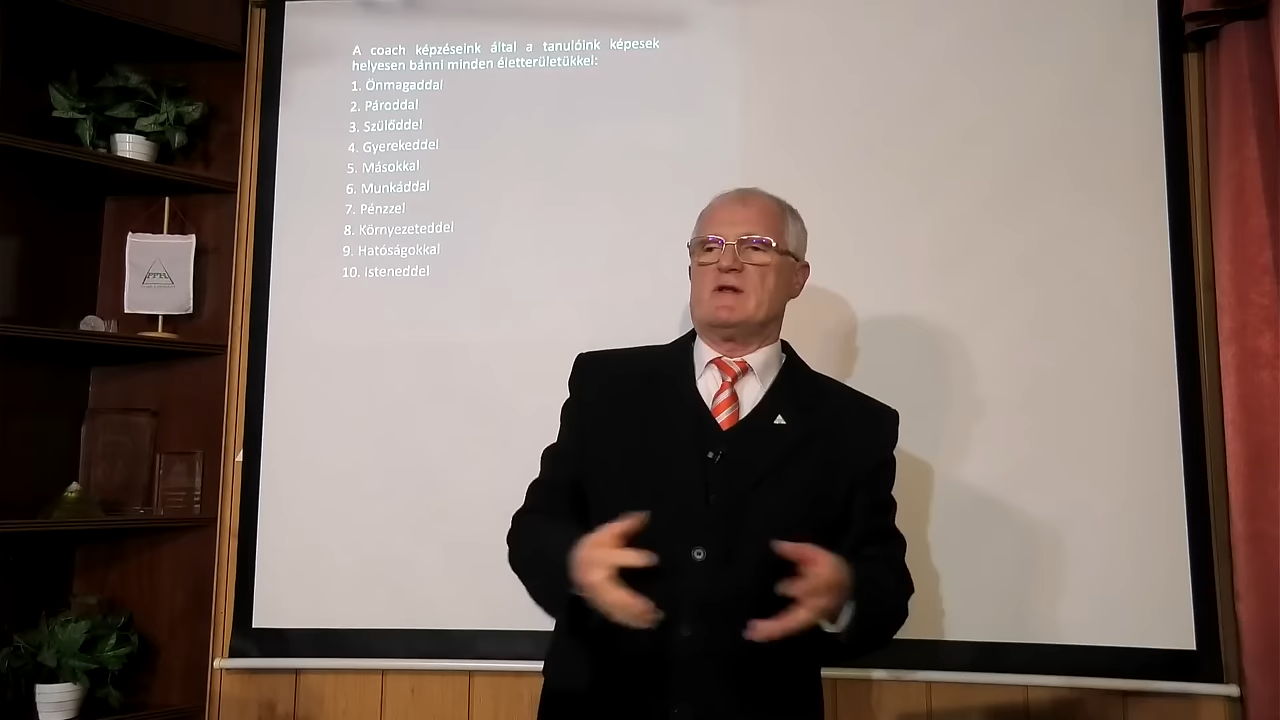 A coach képzéseink által a tanulóink képesek
helyesen bánni minden életterületükkel:
1. Önmagaddal
2. Pároddal
3. Szülőddel
4. Gyerekeddel
5. Másokkal
6. Munkáddal
7. Pénzzel
8. Környezeteddel
9. Hatóságokkal
10. Isteneddel